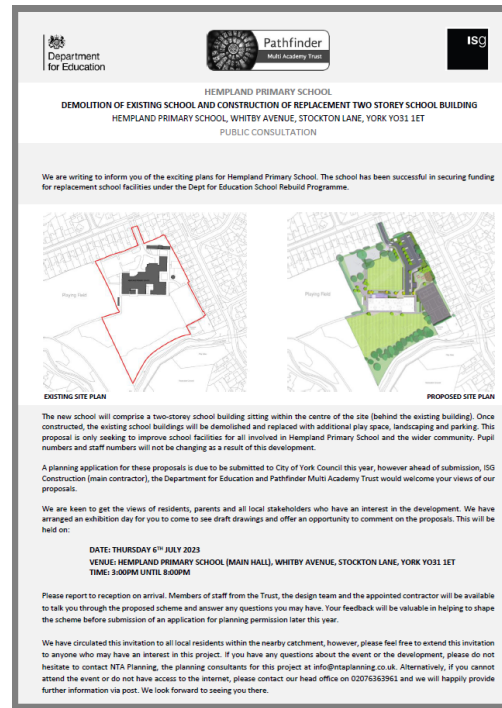 Department
for Education
Pathfinder
Multi Academy Trust
ISG
HEMPLAND PRIMARY SCHOOL
DEMOLITION OF EXISTING SCHOOL AND CONSTRUCTION OF REPLACEMENT TWO STOREY SCHOOL BUILDING
HEMPLAND PRIMARY SCHOOL, WHITBY AVENUE, STOCKTON LANE, YORK YO31 1ET
PUBLIC CONSULTATION
We are writing to inform you of the exciting plans for Hempland Primary School. The school has been successful in securing funding
for replacement school facilities under the Dept for Education School Rebuild Programme.
Playing Field
Playing Field
EXISTING SITE PLAN
PROPOSED SITE PLAN
The new school will comprise a two-storey school building sitting within the centre of the site (behind the existing building). Once
constructed, the existing school buildings will be demolished and replaced with additional play space, landscaping and parking. This
proposal is only seeking to improve school facilities for all involved in Hempland Primary School and the wider community. Pupil
numbers and staff numbers will not be changing as a result of this development.
A planning application for these proposals is due to be submitted to City of York Council this year, however ahead of submission, ISG
Construction (main contractor), the Department for Education and Pathfinder Multi Academy Trust would welcome your views of our
proposals.
We are keen to get the views of residents, parents and all local stakeholders who have an interest in the development. We have
arranged an exhibition day for you to come to see draft drawings and offer an opportunity to comment on the proposals. This will be
held on:
DATE: THURSDAY 6TH JULY 2023
VENUE: HEMPLAND PRIMARY SCHOOL (MAIN HALL), WHITBY AVENUE, STOCKTON LANE, YORK YO31 1ET
TIME: 3:00PM UNTIL 8:00PM
Please report to reception on arrival. Members of staff from the Trust, the design team and the appointed contractor will be available
to talk you through the proposed scheme and answer any questions you may have. Your feedback will be valuable in helping to shape
the scheme before submission of an application for planning permission later this year.
We have circulated this invitation to all local residents within the nearby catchment, however, please feel free to extend this invitation
to anyone who may have an interest in this project. If you have any questions about the event or the development, please do not
hesitate to contact NTA Planning, the planning consultants for this project at info@ntaplanning.co.uk. Alternatively, if you cannot
attend the event or do not have access to the internet, please contact our head office on 02076363961 and we will happily provide
further information via post. We look forward to seeing you there.